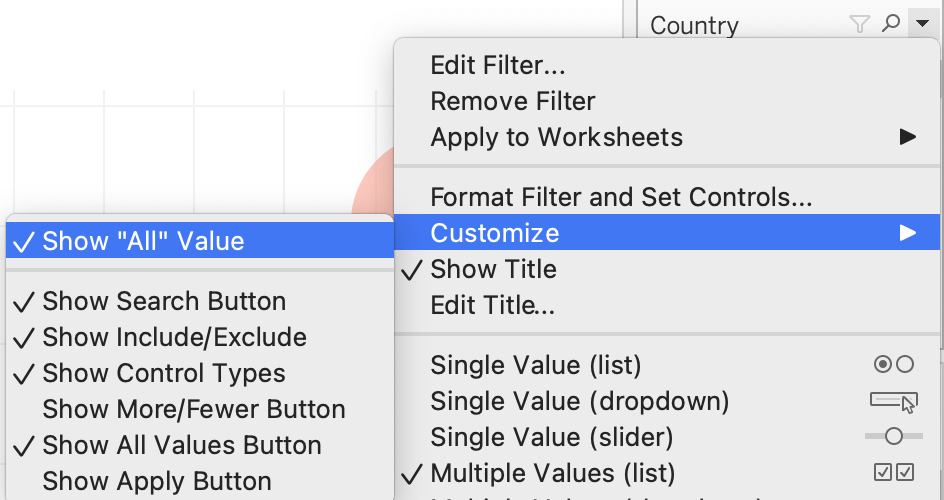 Country
Edit Filter...
Remove Filter
Apply to Worksheets
Format Filter and Set Controls...
Customize
Show Title
Edit Title...
Single Value (list)
Single Value (dropdown)
Single Value (slider)
Multiple Values (list)
Show "All" Value
Show Search Button
Show Include/Exclude
Show Control Types
Show More/Fewer Button
Show All Values Button
Show Apply Button